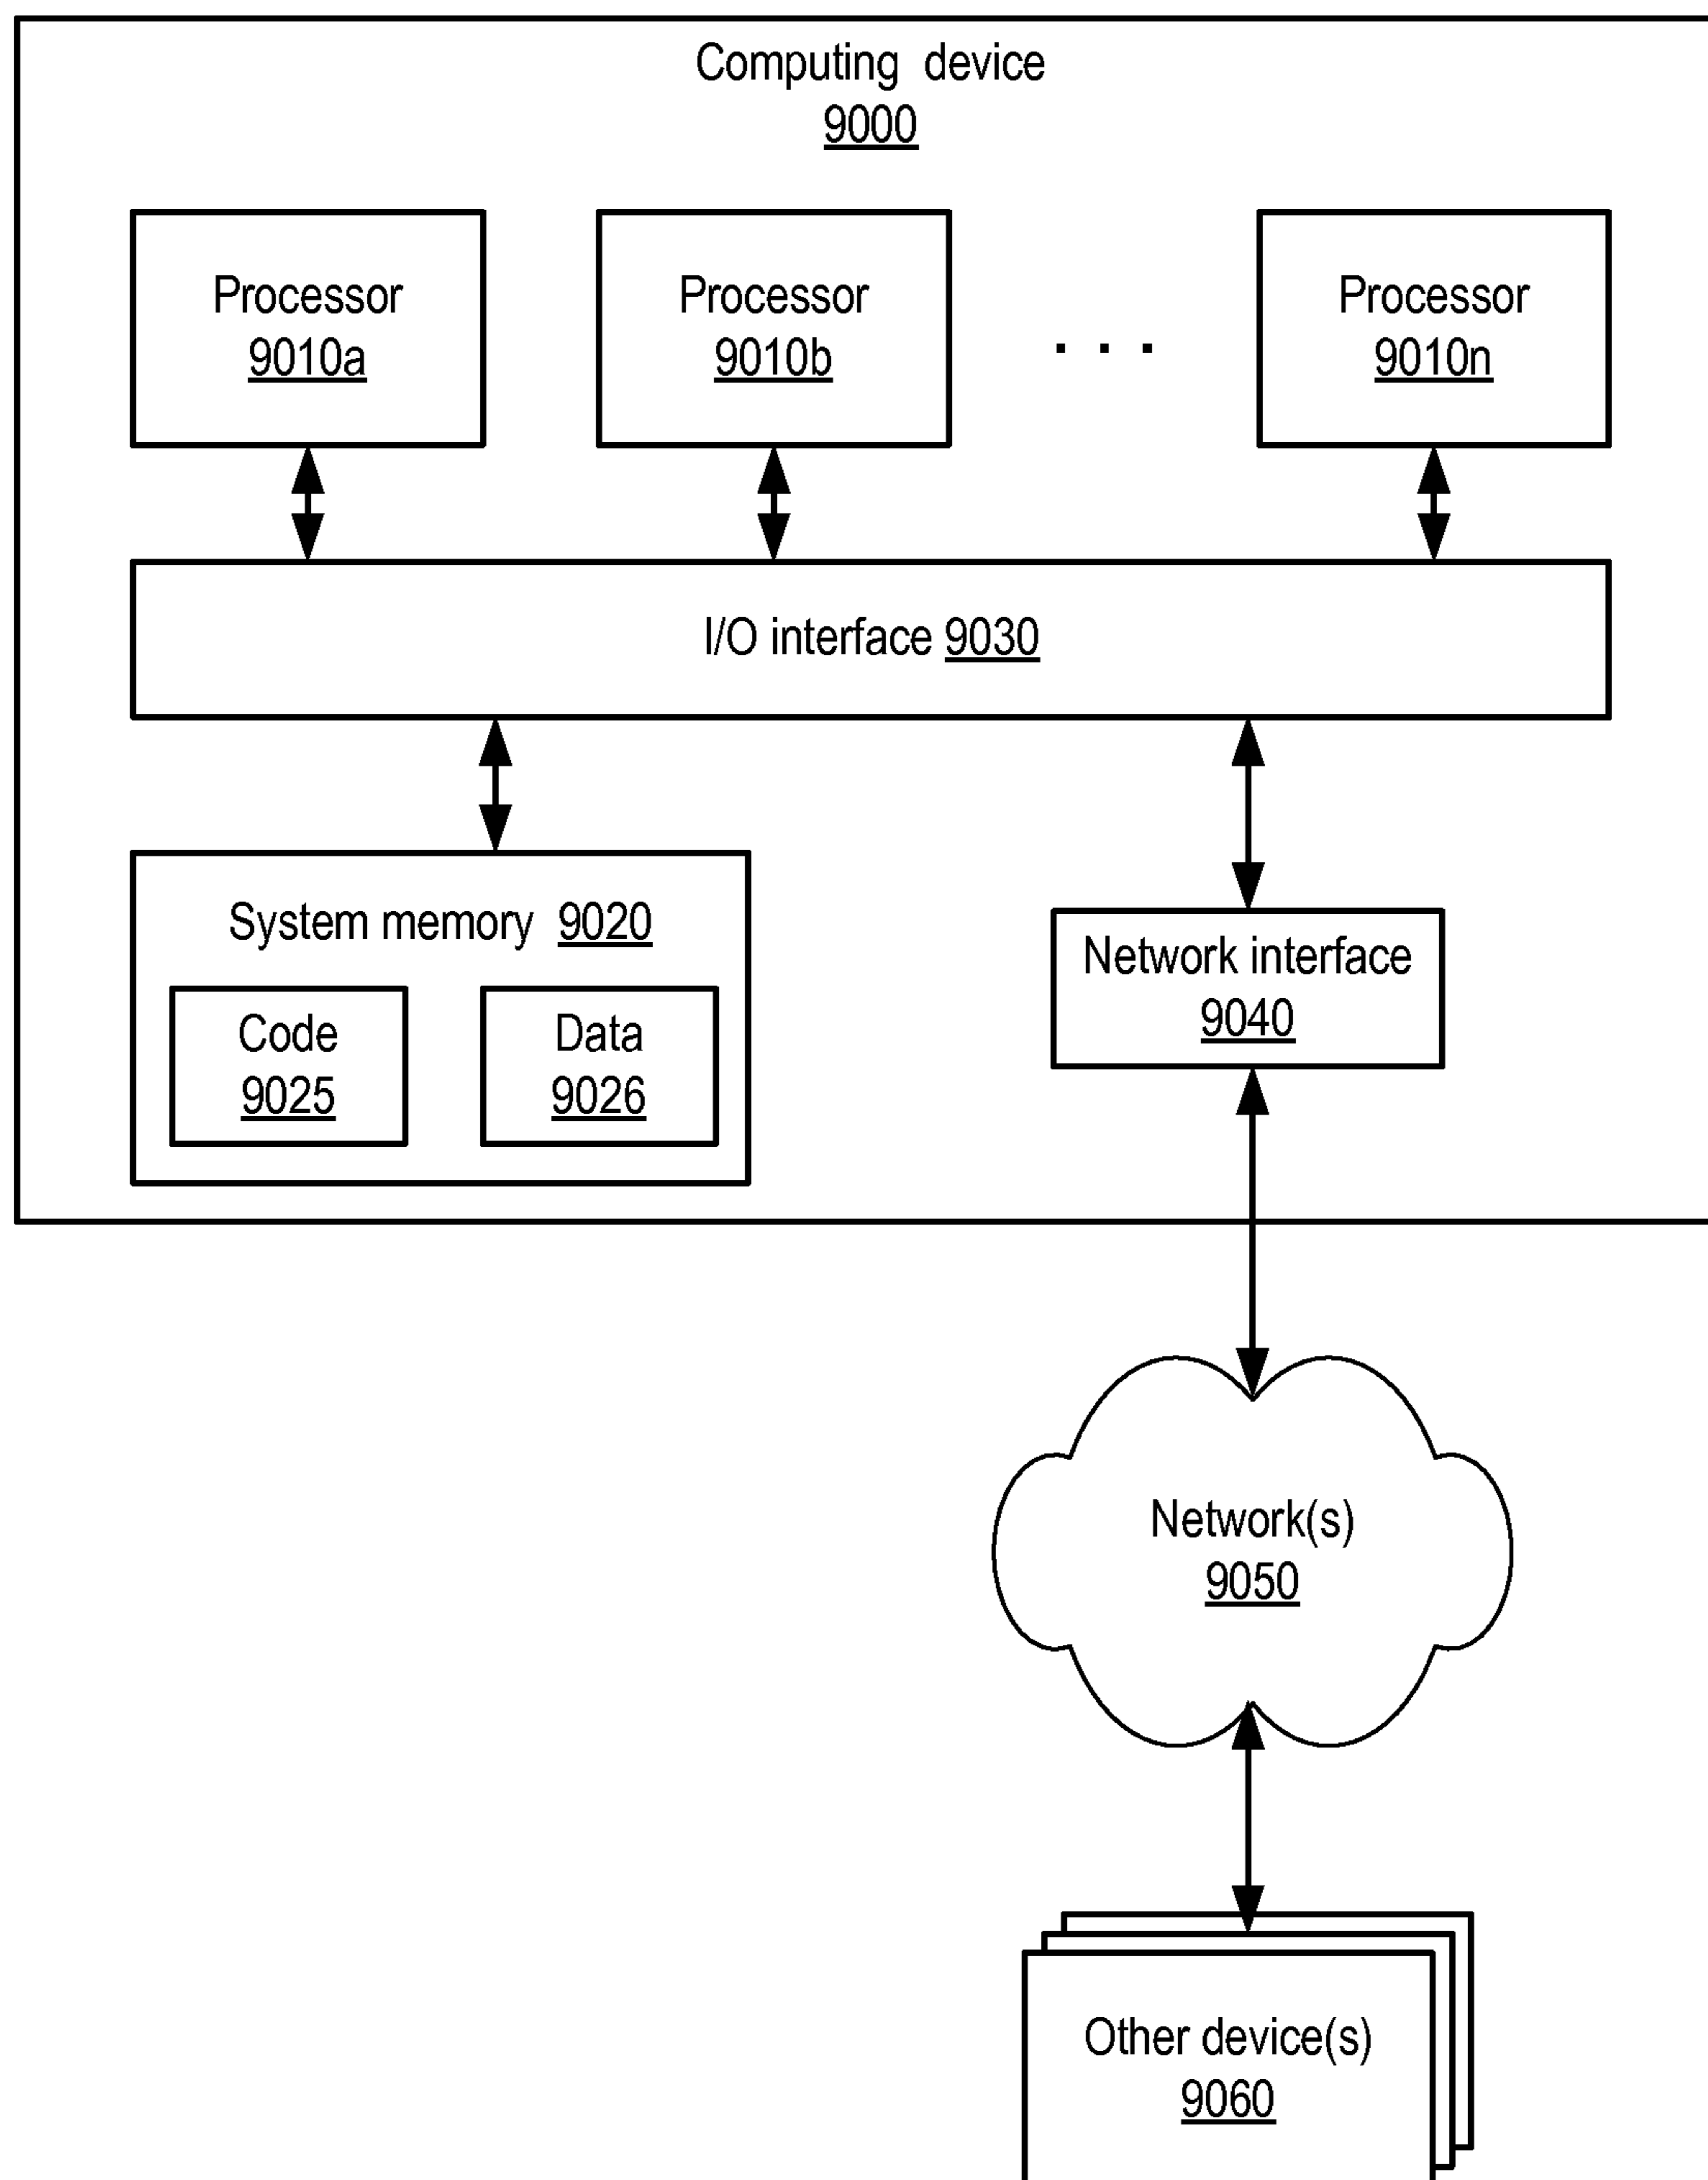 Computing device
9000
Processor
9010a
Processor
9010b
. . .
Processor
9010n
I/O interface 9030
System memory 9020
Code
9025
Data
9026
Network interface
9040
Network(s)
9050
Other device(s)
9060